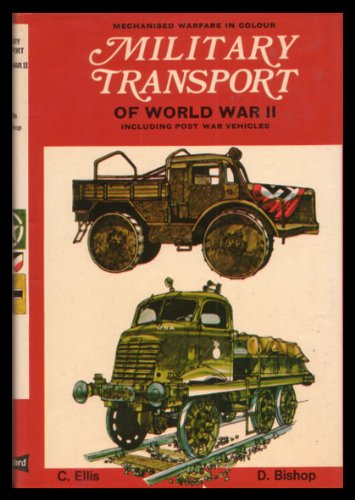 MECHANISED WARFARE IN COLOUR
MILITARY
TRANSPORT
OF WORLD WAR II
INCLUDING POST WAR VEHICLES
C. Ellis
D. Bishop